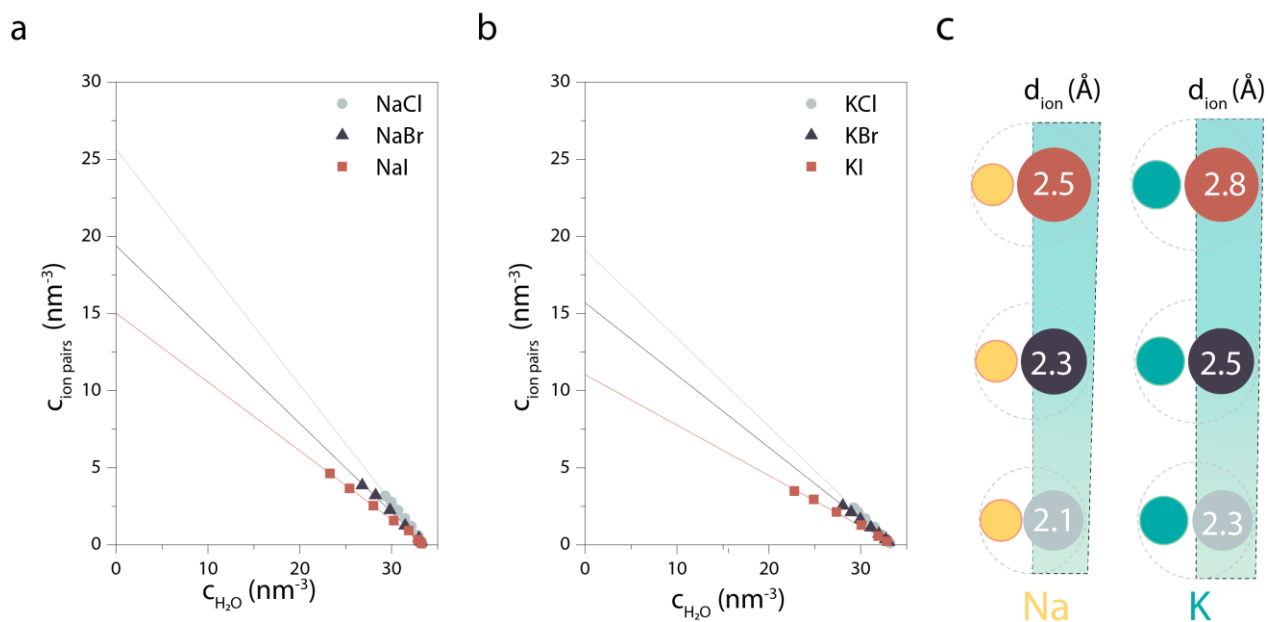 a
30
25
20
15
10
5
0
0
10
20
30
c_ion pairs (nm⁻³)
c_H₂O (nm⁻³)
NaCl
NaBr
NaI
b
30
25
20
15
10
5
0
0
10
20
30
c_ion pairs (nm⁻³)
c_H₂O (nm⁻³)
KCl
KBr
KI
c
d_ion (Å)
d_ion (Å)
2.5
2.8
2.3
2.5
2.1
2.3
Na
K